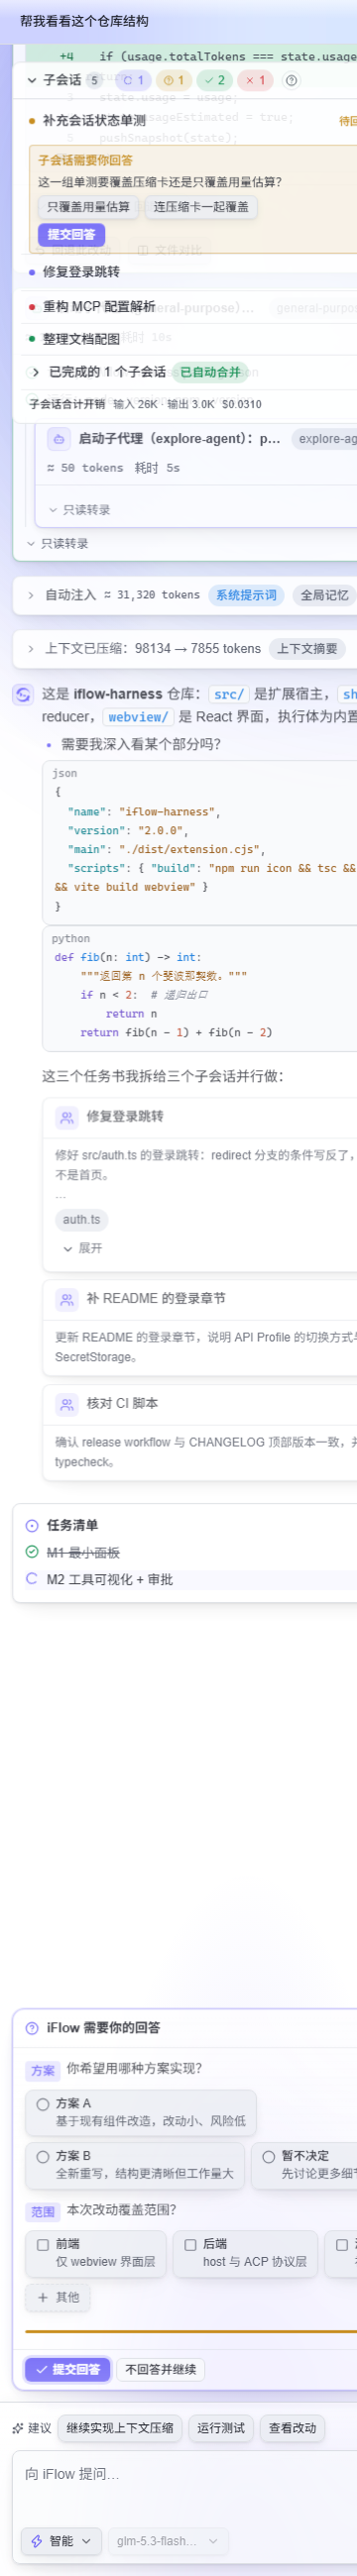 帮我看看这个仓库结构
+4 if (usage.totalTokens === state.usage
子会话 5 1 1 2 1
3 state.usage = usage;
补充会话状态单测 待回
5 pushSnapshot(state);
子会话需要你回答
这一组单测要覆盖压缩卡还是只覆盖用量估算？
只覆盖用量估算 连压缩卡一起覆盖
提交回答
文件对比
修复登录跳转
重构 MCP 配置解析
整理文档配图
耗时 10s
已完成的 1 个子会话 已自动合并
子会话合计开销 输入 26K · 输出 3.0K $0.0310
启动子代理（explore-agent）：p... explore-ag
≈ 50 tokens 耗时 5s
只读转录
只读转录
自动注入 ≈ 31,320 tokens 系统提示词 全局记忆
上下文已压缩：98134 → 7855 tokens 上下文摘要
这是 iflow-harness 仓库：src/ 是扩展宿主，sh
reducer，webview/ 是 React 界面，执行体为内置
需要我深入看某个部分吗？
json
{
"name": "iflow-harness",
"version": "2.0.0",
"main": "./dist/extension.cjs",
"scripts": { "build": "npm run icon && tsc &&
&& vite build webview" }
}
python
def fib(n: int) -> int:
"""返回第 n 个斐波那契数。"""
if n < 2: # 递归出口
return n
return fib(n - 1) + fib(n - 2)
这三个任务书我拆给三个子会话并行做：
修复登录跳转
修好 src/auth.ts 的登录跳转：redirect 分支的条件写反了，
不是首页。
...
auth.ts
展开
补 README 的登录章节
更新 README 的登录章节，说明 API Profile 的切换方式与
SecretStorage。
核对 CI 脚本
确认 release workflow 与 CHANGELOG 顶部版本一致，并
typecheck。
任务清单
M1 最小面板
M2 工具可视化 + 审批
iFlow 需要你的回答
方案 你希望用哪种方案实现？
方案 A
基于现有组件改造，改动小、风险低
方案 B 暂不决定
全新重写，结构更清晰但工作量大 先讨论更多细节
范围 本次改动覆盖范围？
前端 后端
仅 webview 界面层 host 与 ACP 协议层
其他
提交回答 不回答并继续
建议 继续实现上下文压缩 运行测试 查看改动
向 iFlow 提问...
智能 glm-5.3-flash...